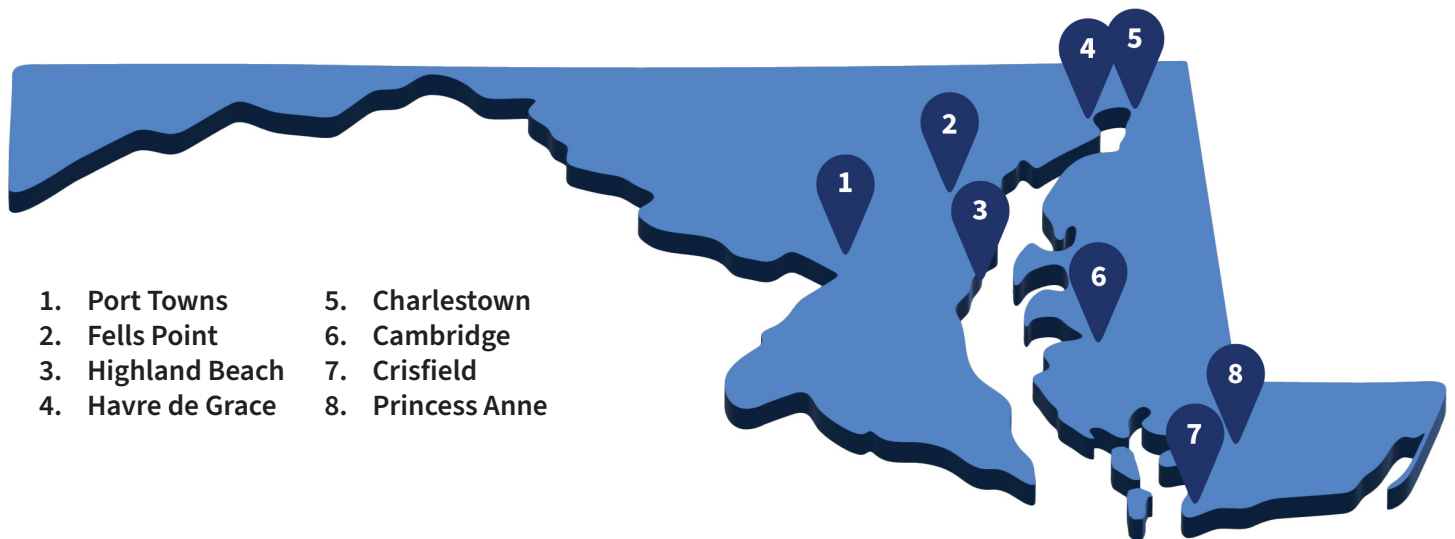 4
5
2
1
3
6
8
7
1. Port Towns
2. Fells Point
3. Highland Beach
4. Havre de Grace
5. Charlestown
6. Cambridge
7. Crisfield
8. Princess Anne